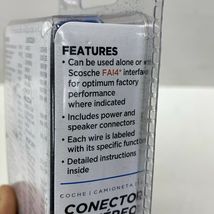 FEATURES
• Can be used alone or
Scosche FAI4* interface
for optimum factory
performance
where indicated
• Includes power and
speaker connectors
• Each wire is labeled
with its specific function
• Detailed instructions
inside
COCHE | CAMIONETA
CONECTOR